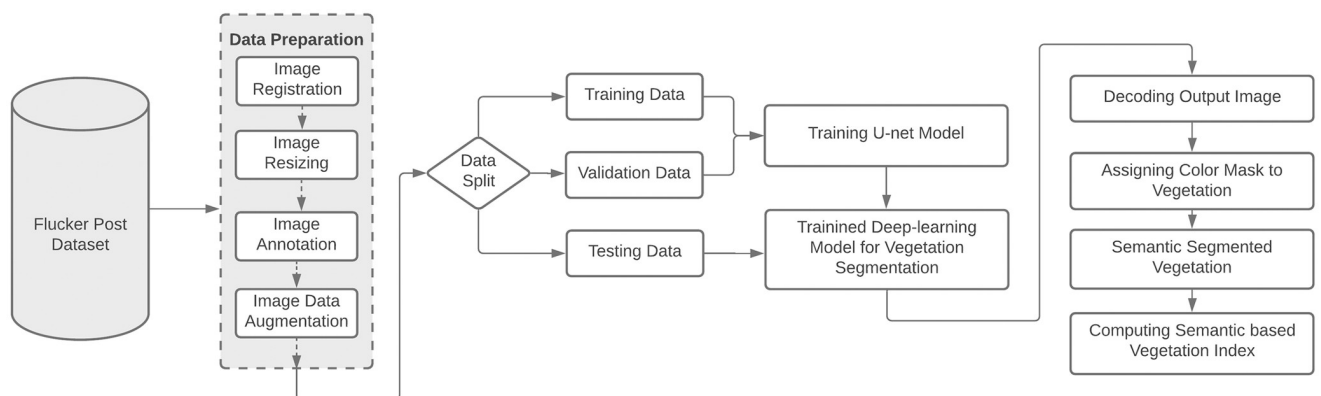 Flucker Post
Dataset
Data Preparation
Image
Registration
Image
Resizing
Image
Annotation
Image Data
Augmentation
Data
Split
Training Data
Validation Data
Testing Data
Training U-net Model
Trainined Deep-learning
Model for Vegetation
Segmentation
Decoding Output Image
Assigning Color Mask to
Vegetation
Semantic Segmented
Vegetation
Computing Semantic based
Vegetation Index